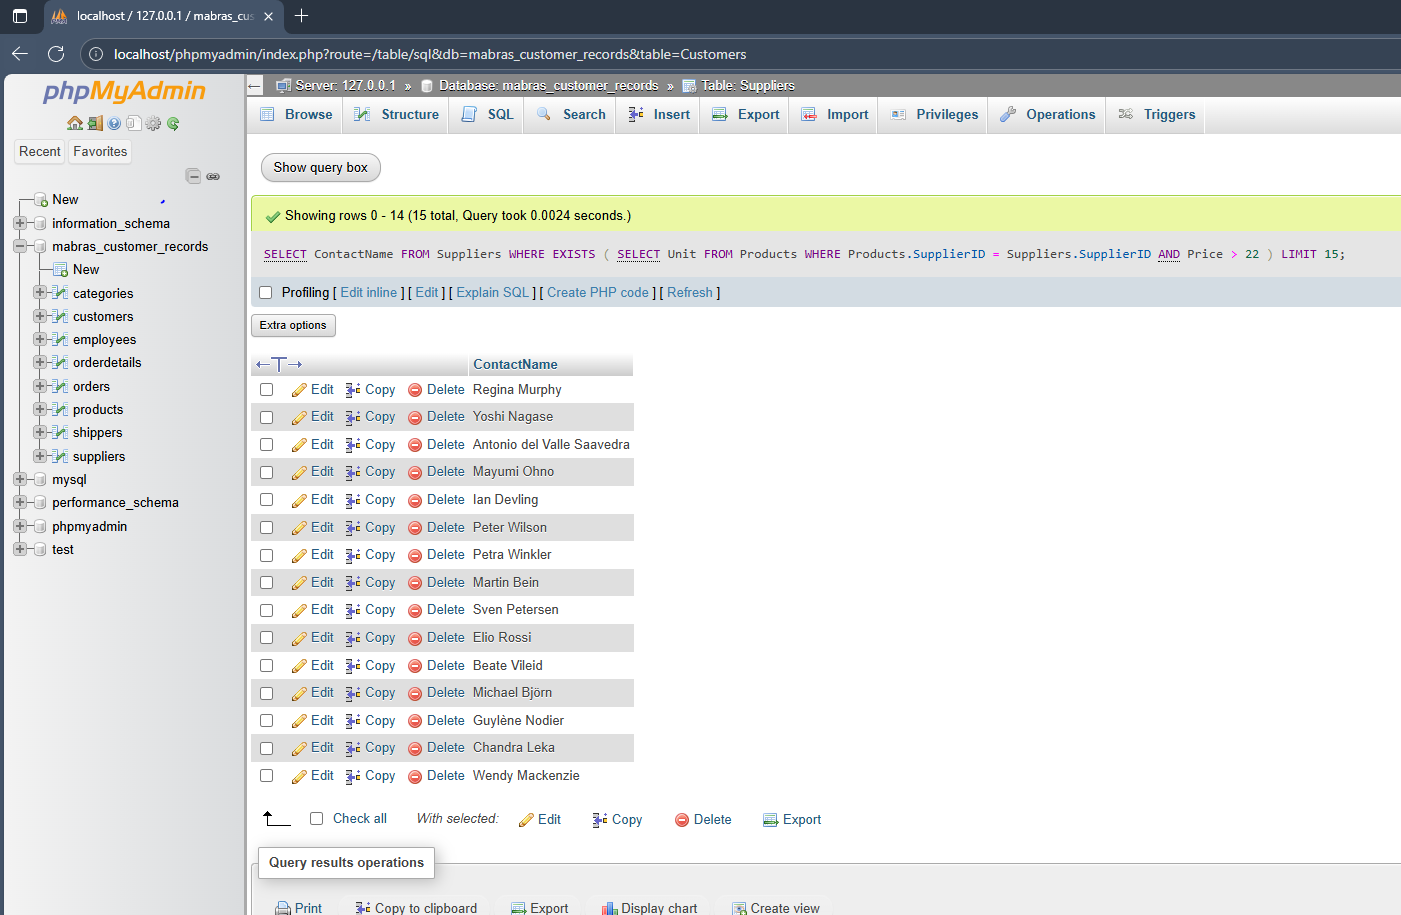 localhost / 127.0.0.1 / mabras_cus
localhost/phpmyadmin/index.php?route=/table/sql&db=mabras_customer_records&table=Customers
phpMyAdmin
Recent Favorites
New
information_schema
mabras_customer_records
New
categories
customers
employees
orderdetails
orders
products
shippers
suppliers
mysql
performance_schema
phpmyadmin
test
Server: 127.0.0.1 » Database: mabras_customer_records » Table: Suppliers
Browse Structure SQL Search Insert Export Import Privileges Operations Triggers
Show query box
Showing rows 0 - 14 (15 total, Query took 0.0024 seconds.)
SELECT ContactName FROM Suppliers WHERE EXISTS ( SELECT Unit FROM Products WHERE Products.SupplierID = Suppliers.SupplierID AND Price > 22 ) LIMIT 15;
Profiling [ Edit inline ] [ Edit ] [ Explain SQL ] [ Create PHP code ] [ Refresh ]
Extra options
←T→ ContactName
Edit Copy Delete Regina Murphy
Edit Copy Delete Yoshi Nagase
Edit Copy Delete Antonio del Valle Saavedra
Edit Copy Delete Mayumi Ohno
Edit Copy Delete Ian Devling
Edit Copy Delete Peter Wilson
Edit Copy Delete Petra Winkler
Edit Copy Delete Martin Bein
Edit Copy Delete Sven Petersen
Edit Copy Delete Elio Rossi
Edit Copy Delete Beate Vileid
Edit Copy Delete Michael Björn
Edit Copy Delete Guylène Nodier
Edit Copy Delete Chandra Leka
Edit Copy Delete Wendy Mackenzie
Check all With selected: Edit Copy Delete Export
Query results operations
Print Copy to clipboard Export Display chart Create view